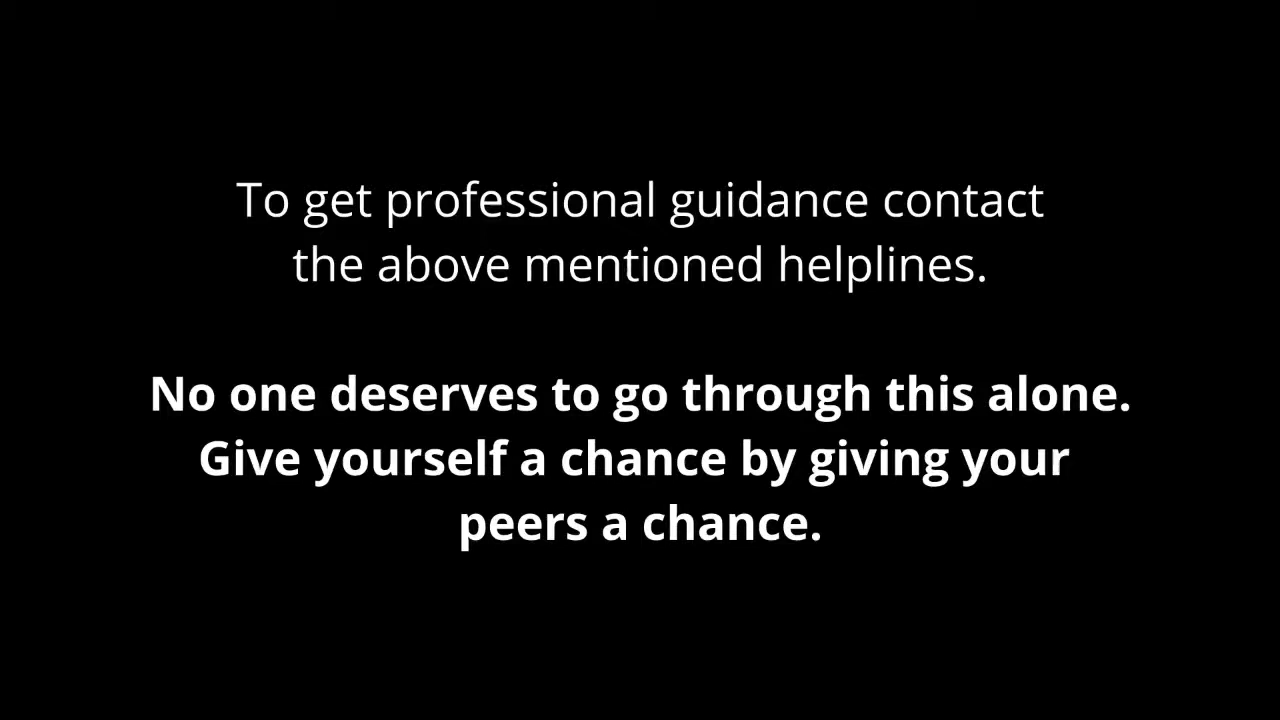 To get professional guidance contact
the above mentioned helplines.
No one deserves to go through this alone.
Give yourself a chance by giving your
peers a chance.